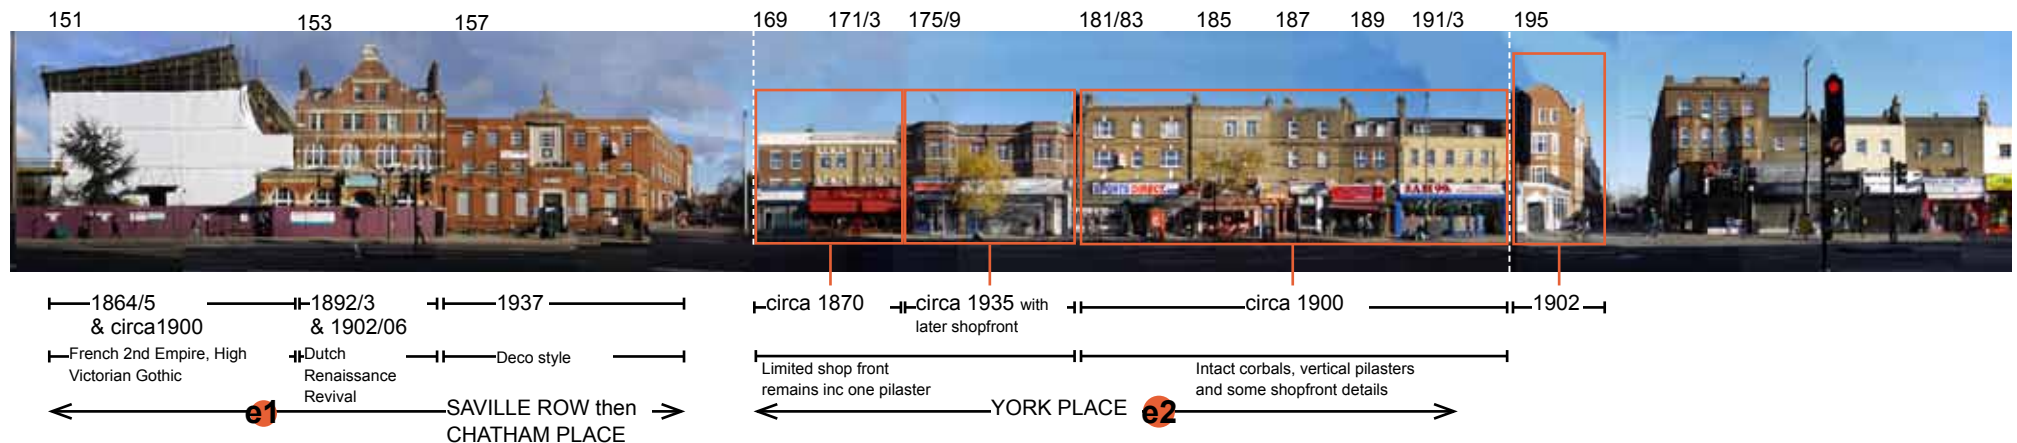 151
153
157
169
171/3
175/9
181/83
185
187
189
191/3
195
SPORTS DIRECT
1864/5
& circa1900
1892/3
& 1902/06
1937
circa 1870
circa 1935 with
later shopfront
circa 1900
1902
French 2nd Empire, High
Victorian Gothic
Dutch
Renaissance
Revival
Deco style
Limited shop front
remains inc one pilaster
Intact corbals, vertical pilasters
and some shopfront details
e1
SAVILLE ROW then
CHATHAM PLACE
YORK PLACE
e2